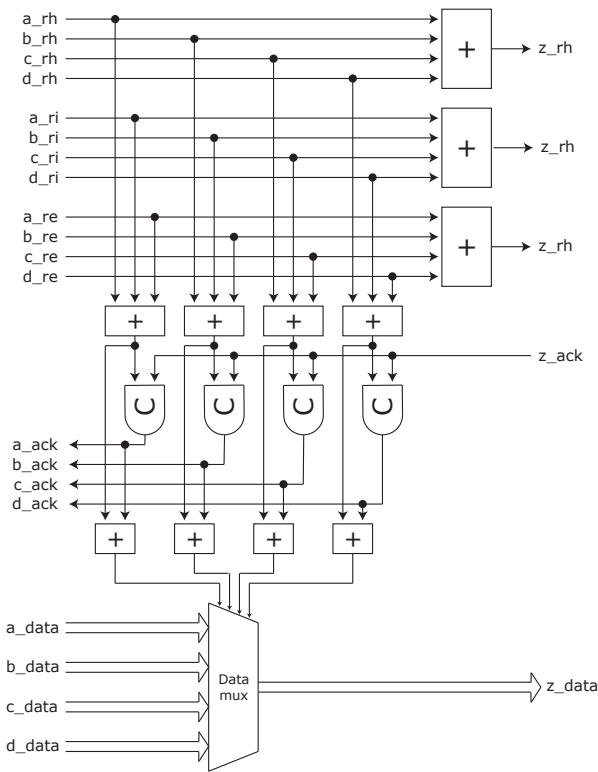 a_rh
b_rh
c_rh
d_rh
+
z_rh
a_ri
b_ri
c_ri
d_ri
+
z_rh
a_re
b_re
c_re
d_re
+
z_rh
+ + + +
z_ack
C C C C
a_ack
b_ack
c_ack
d_ack
+ + + +
a_data
b_data
c_data
d_data
Data
mux
z_data